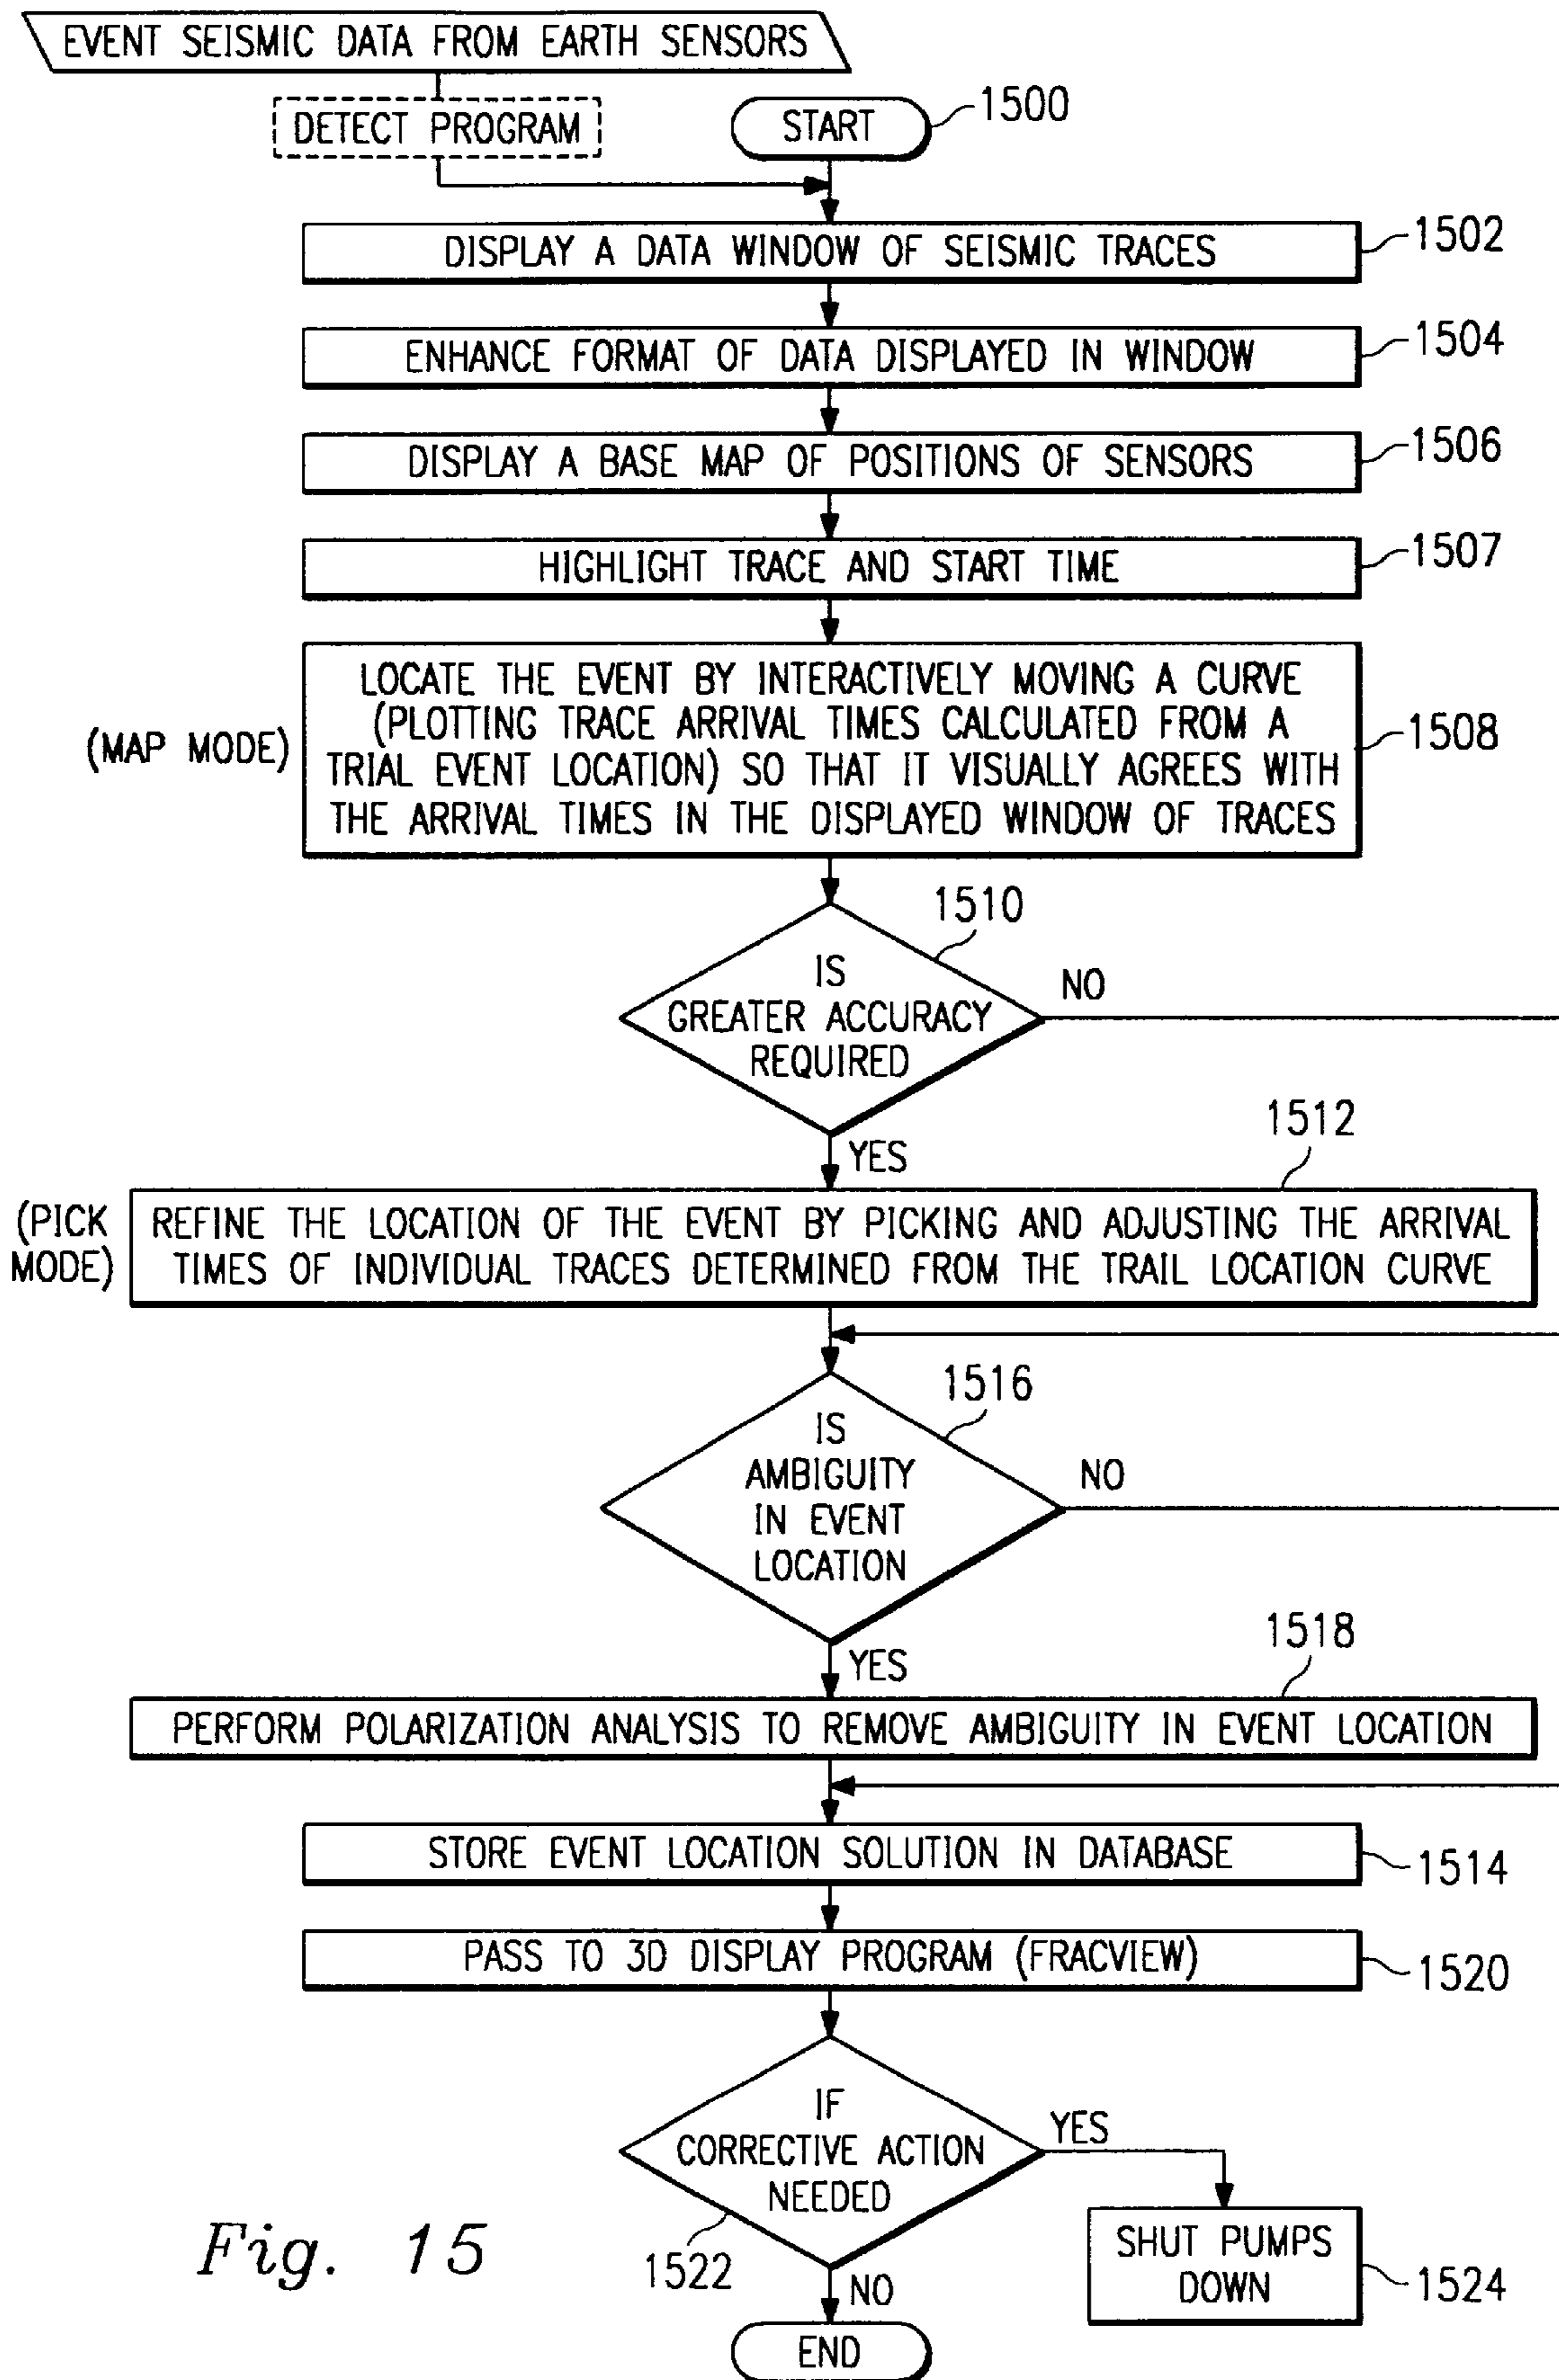 EVENT SEISMIC DATA FROM EARTH SENSORS
DETECT PROGRAM
START
1500
DISPLAY A DATA WINDOW OF SEISMIC TRACES
1502
ENHANCE FORMAT OF DATA DISPLAYED IN WINDOW
1504
DISPLAY A BASE MAP OF POSITIONS OF SENSORS
1506
HIGHLIGHT TRACE AND START TIME
1507
(MAP MODE)
LOCATE THE EVENT BY INTERACTIVELY MOVING A CURVE
(PLOTTING TRACE ARRIVAL TIMES CALCULATED FROM A
TRIAL EVENT LOCATION) SO THAT IT VISUALLY AGREES WITH
THE ARRIVAL TIMES IN THE DISPLAYED WINDOW OF TRACES
1508
1510
IS
GREATER ACCURACY
REQUIRED
NO
YES
1512
(PICK
MODE)
REFINE THE LOCATION OF THE EVENT BY PICKING AND ADJUSTING THE ARRIVAL
TIMES OF INDIVIDUAL TRACES DETERMINED FROM THE TRAIL LOCATION CURVE
1516
IS
AMBIGUITY
IN EVENT
LOCATION
NO
YES
1518
PERFORM POLARIZATION ANALYSIS TO REMOVE AMBIGUITY IN EVENT LOCATION
STORE EVENT LOCATION SOLUTION IN DATABASE
1514
PASS TO 3D DISPLAY PROGRAM (FRACVIEW)
1520
IF
CORRECTIVE ACTION
NEEDED
YES
1522
NO
SHUT PUMPS
DOWN
1524
END
Fig. 15